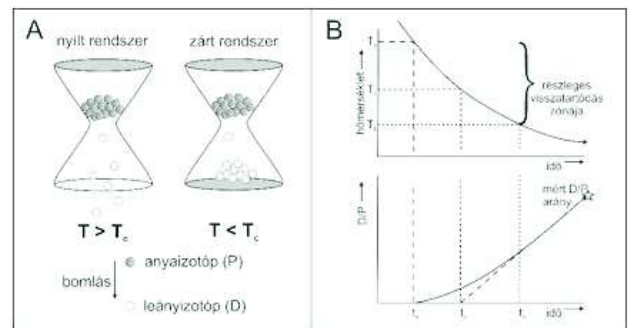 A
nyílt rendszer
zárt rendszer
T > Tc
T < Tc
bomlás
anyaizotóp (P)
leányizotóp (D)
B
hőmérséklet
részleges
visszatartódás
zónája
idő
D/P
mért D/P
arány
idő